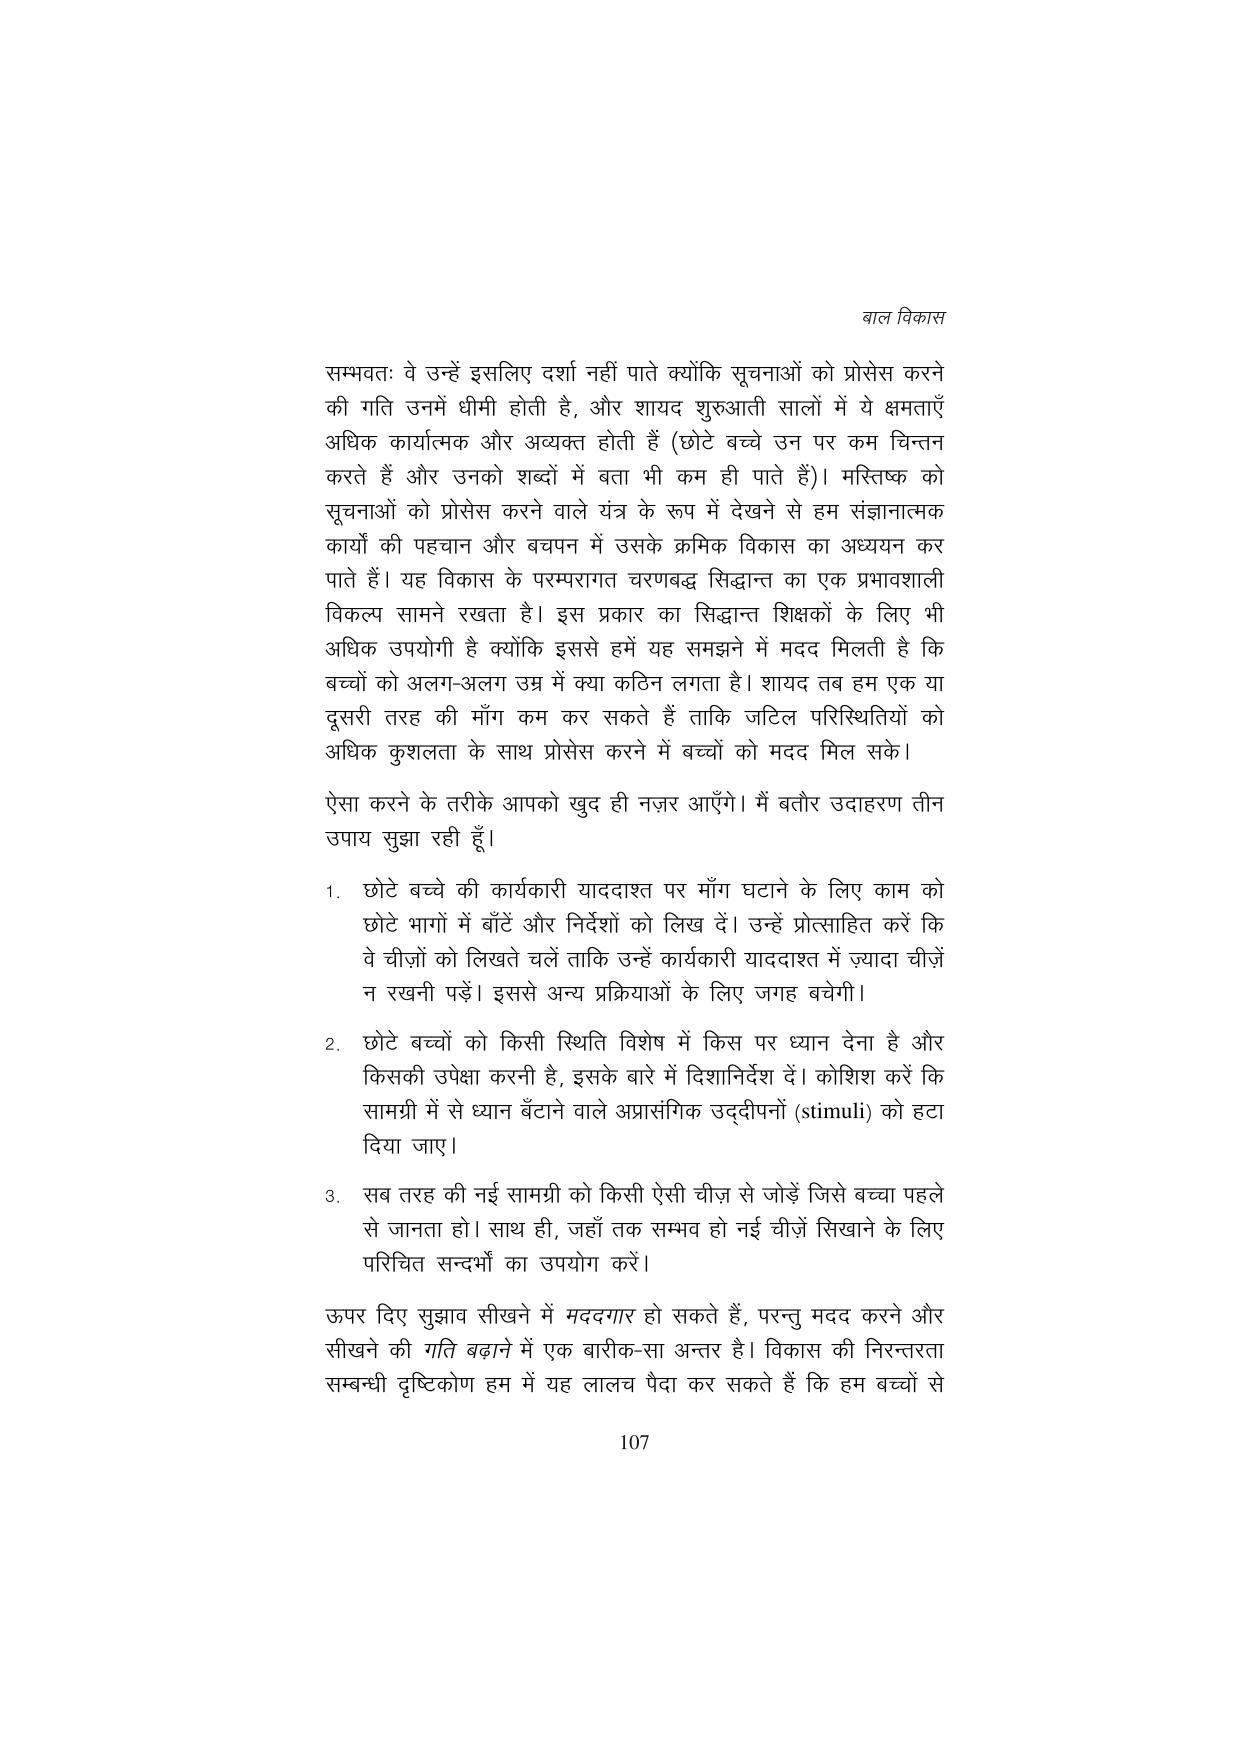 बाल विकास
सम्भवतः वे उन्हें इसलिए दर्शा नहीं पाते क्योंकि सूचनाओं को प्रोसेस करने
की गति उनमें धीमी होती है, और शायद शुरुआती सालों में ये क्षमताएँ
अधिक कार्यात्मक और अव्यक्त होती हैं (छोटे बच्चे उन पर कम चिन्तन
करते हैं और उनको शब्दों में बता भी कम ही पाते हैं)। मस्तिष्क को
सूचनाओं को प्रोसेस करने वाले यंत्र के रूप में देखने से हम संज्ञानात्मक
कार्यों की पहचान और बचपन में उसके क्रमिक विकास का अध्ययन कर
पाते हैं। यह विकास के परम्परागत चरणबद्ध सिद्धान्त का एक प्रभावशाली
विकल्प सामने रखता है। इस प्रकार का सिद्धान्त शिक्षकों के लिए भी
अधिक उपयोगी है क्योंकि इससे हमें यह समझने में मदद मिलती है कि
बच्चों को अलग-अलग उम्र में क्या कठिन लगता है। शायद तब हम एक या
दूसरी तरह की माँग कम कर सकते हैं ताकि जटिल परिस्थितियों को
अधिक कुशलता के साथ प्रोसेस करने में बच्चों को मदद मिल सके।
ऐसा करने के तरीके आपको खुद ही नज़र आएँगे। मैं बतौर उदाहरण तीन
उपाय सुझा रही हूँ।
1. छोटे बच्चे की कार्यकारी याददाश्त पर माँग घटाने के लिए काम को
छोटे भागों में बाँटें और निर्देशों को लिख दें। उन्हें प्रोत्साहित करें कि
वे चीज़ों को लिखते चलें ताकि उन्हें कार्यकारी याददाश्त में ज़्यादा चीज़ें
न रखनी पड़ें। इससे अन्य प्रक्रियाओं के लिए जगह बचेगी।
2. छोटे बच्चों को किसी स्थिति विशेष में किस पर ध्यान देना है और
किसकी उपेक्षा करनी है, इसके बारे में दिशानिर्देश दें। कोशिश करें कि
सामग्री में से ध्यान बँटाने वाले अप्रासंगिक उद्‌दीपनों (stimuli) को हटा
दिया जाए।
3. सब तरह की नई सामग्री को किसी ऐसी चीज़ से जोड़ें जिसे बच्चा पहले
से जानता हो। साथ ही, जहाँ तक सम्भव हो नई चीज़ें सिखाने के लिए
परिचित सन्दर्भों का उपयोग करें।
ऊपर दिए सुझाव सीखने में मददगार हो सकते हैं, परन्तु मदद करने और
सीखने की गति बढ़ाने में एक बारीक-सा अन्तर है। विकास की निरन्तरता
सम्बन्धी दृष्टिकोण हम में यह लालच पैदा कर सकते हैं कि हम बच्चों से
107